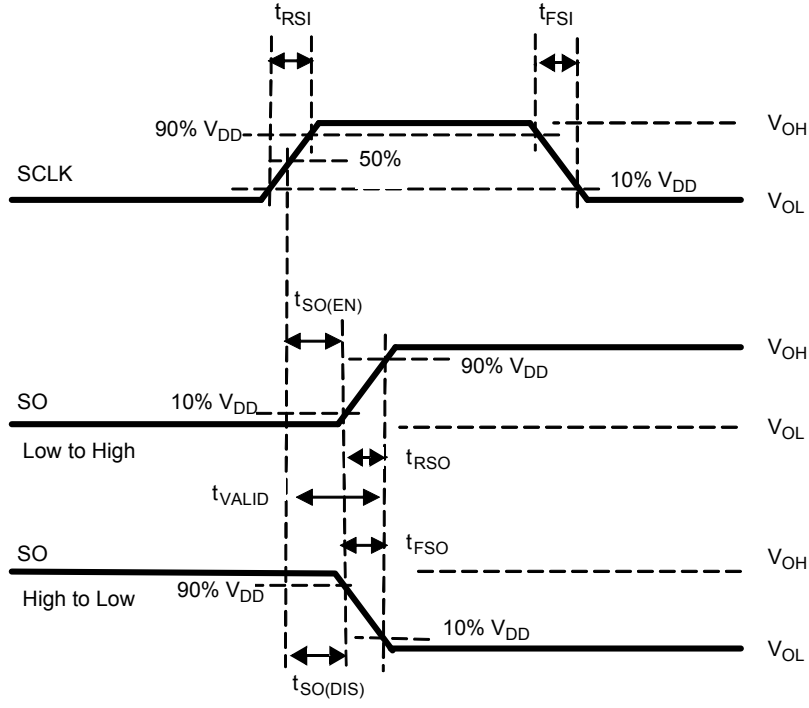 tRSI
tFSI
90% VDD
VOH
50%
SCLK
10% VDD
VOL
tSO(EN)
VOH
90% VDD
SO
10% VDD
VOL
Low to High
tRSO
tVALID
tFSO
SO
VOH
High to Low
90% VDD
10% VDD
VOL
tSO(DIS)